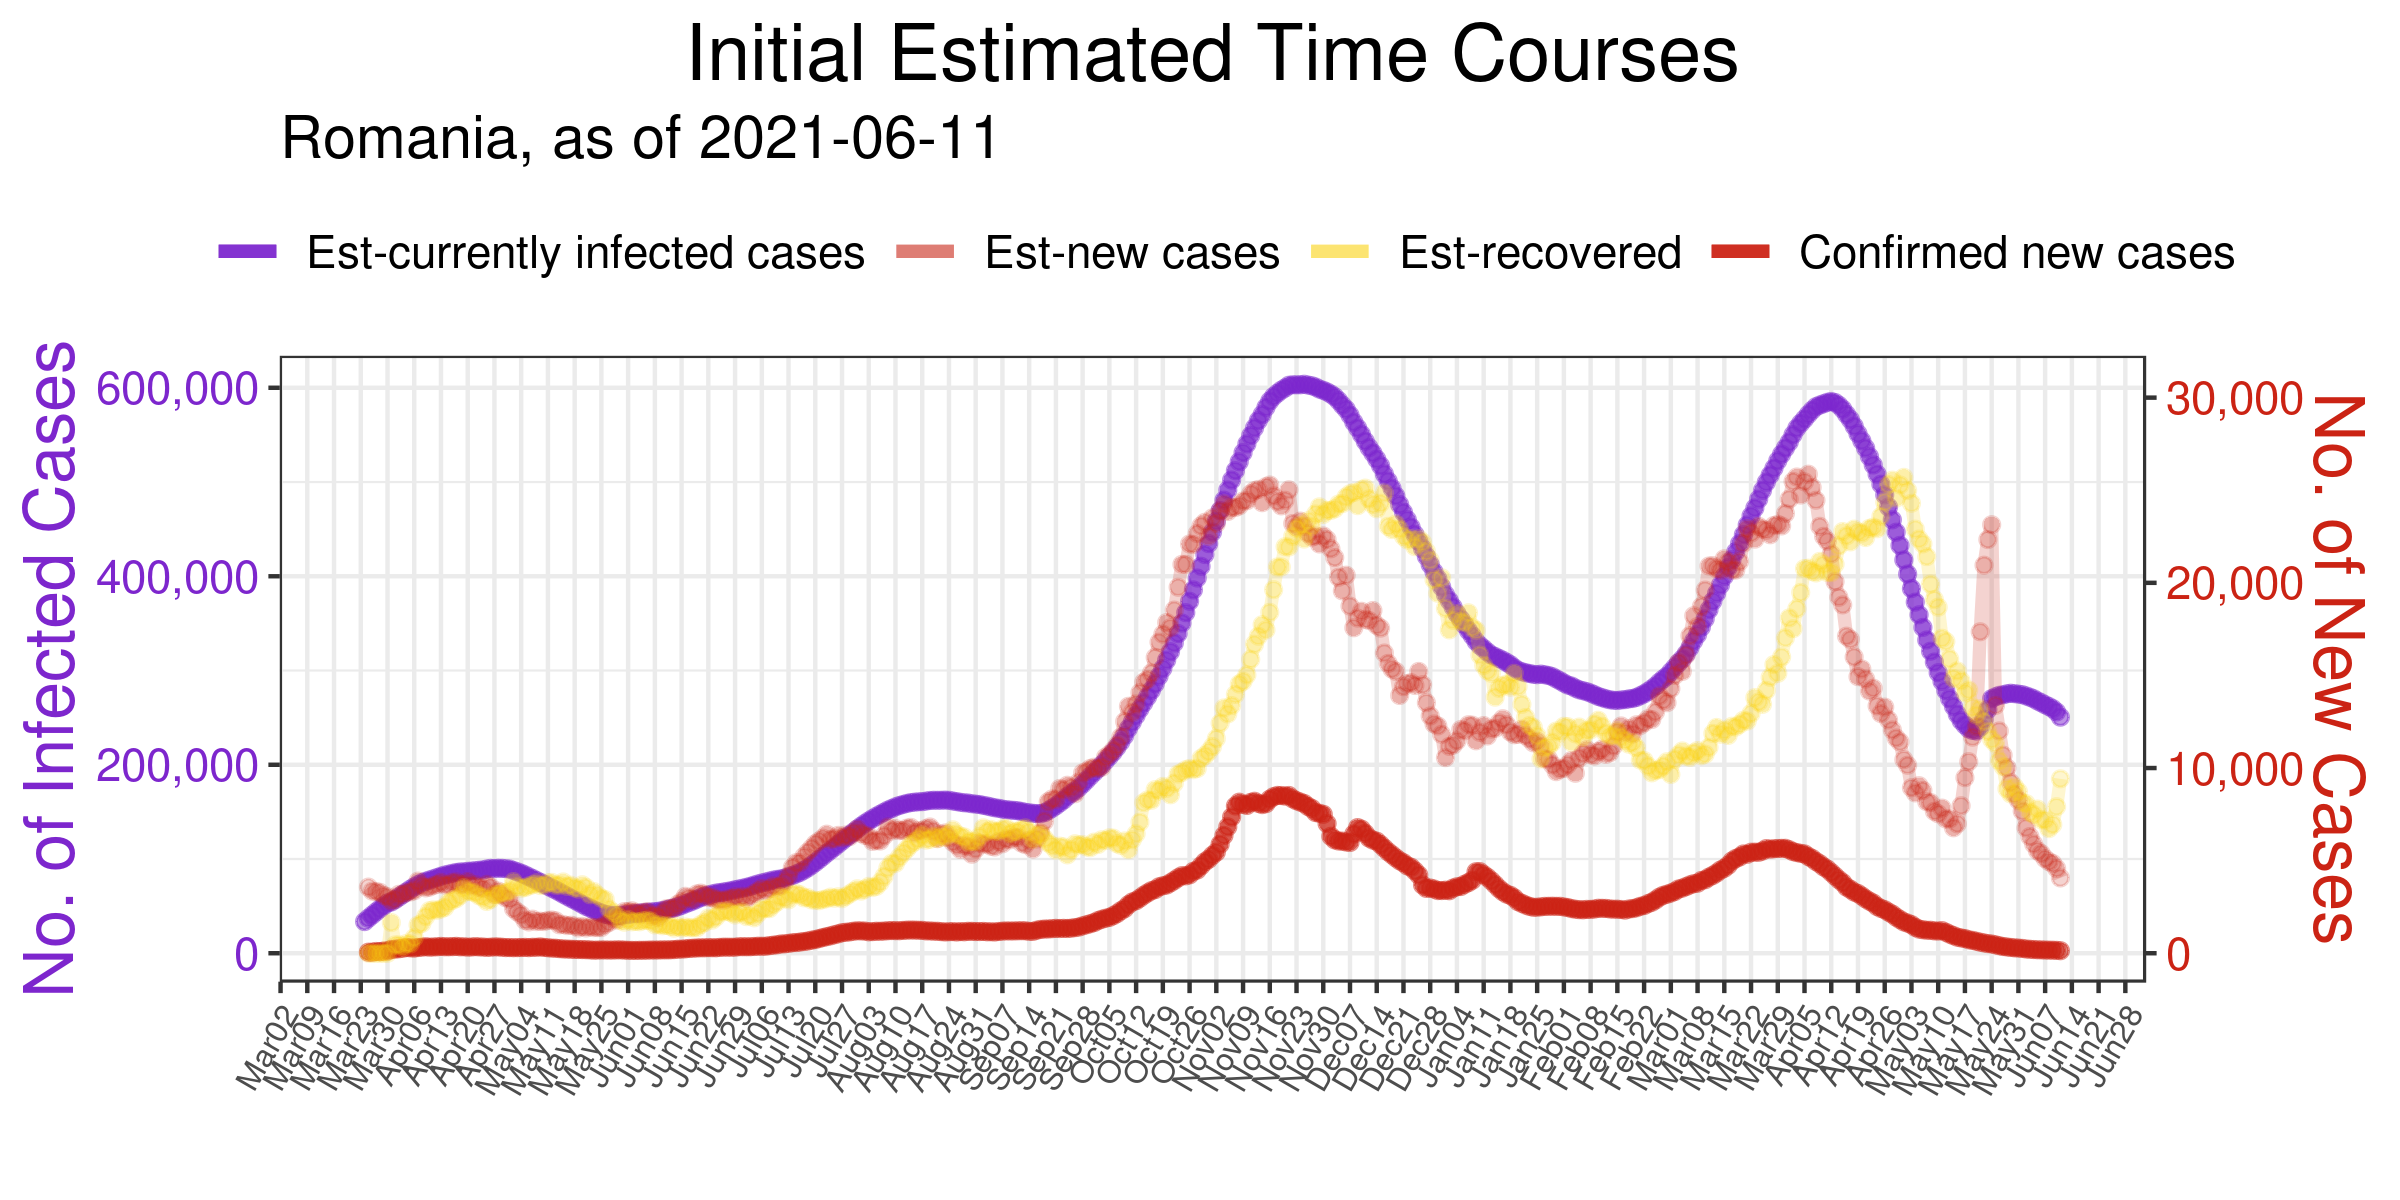 Initial Estimated Time Courses
Romania, as of 2021-06-11
Est-currently infected cases
Est-new cases
Est-recovered
Confirmed new cases
No. of Infected Cases
600,000
400,000
200,000
0
30,000
20,000
10,000
0
No. of New Cases
Mar02
Mar09
Mar16
Mar23
Mar30
Apr06
Apr13
Apr20
Apr27
May04
May11
May18
May25
Jun01
Jun08
Jun15
Jun22
Jun29
Jul06
Jul13
Jul20
Jul27
Aug03
Aug10
Aug17
Aug24
Aug31
Sep07
Sep14
Sep21
Sep28
Oct05
Oct12
Oct19
Oct26
Nov02
Nov09
Nov16
Nov23
Nov30
Dec07
Dec14
Dec21
Dec28
Jan04
Jan11
Jan18
Jan25
Feb01
Feb08
Feb15
Feb22
Mar01
Mar08
Mar15
Mar22
Mar29
Apr05
Apr12
Apr19
Apr26
May03
May10
May17
May24
May31
Jun07
Jun14
Jun21
Jun28